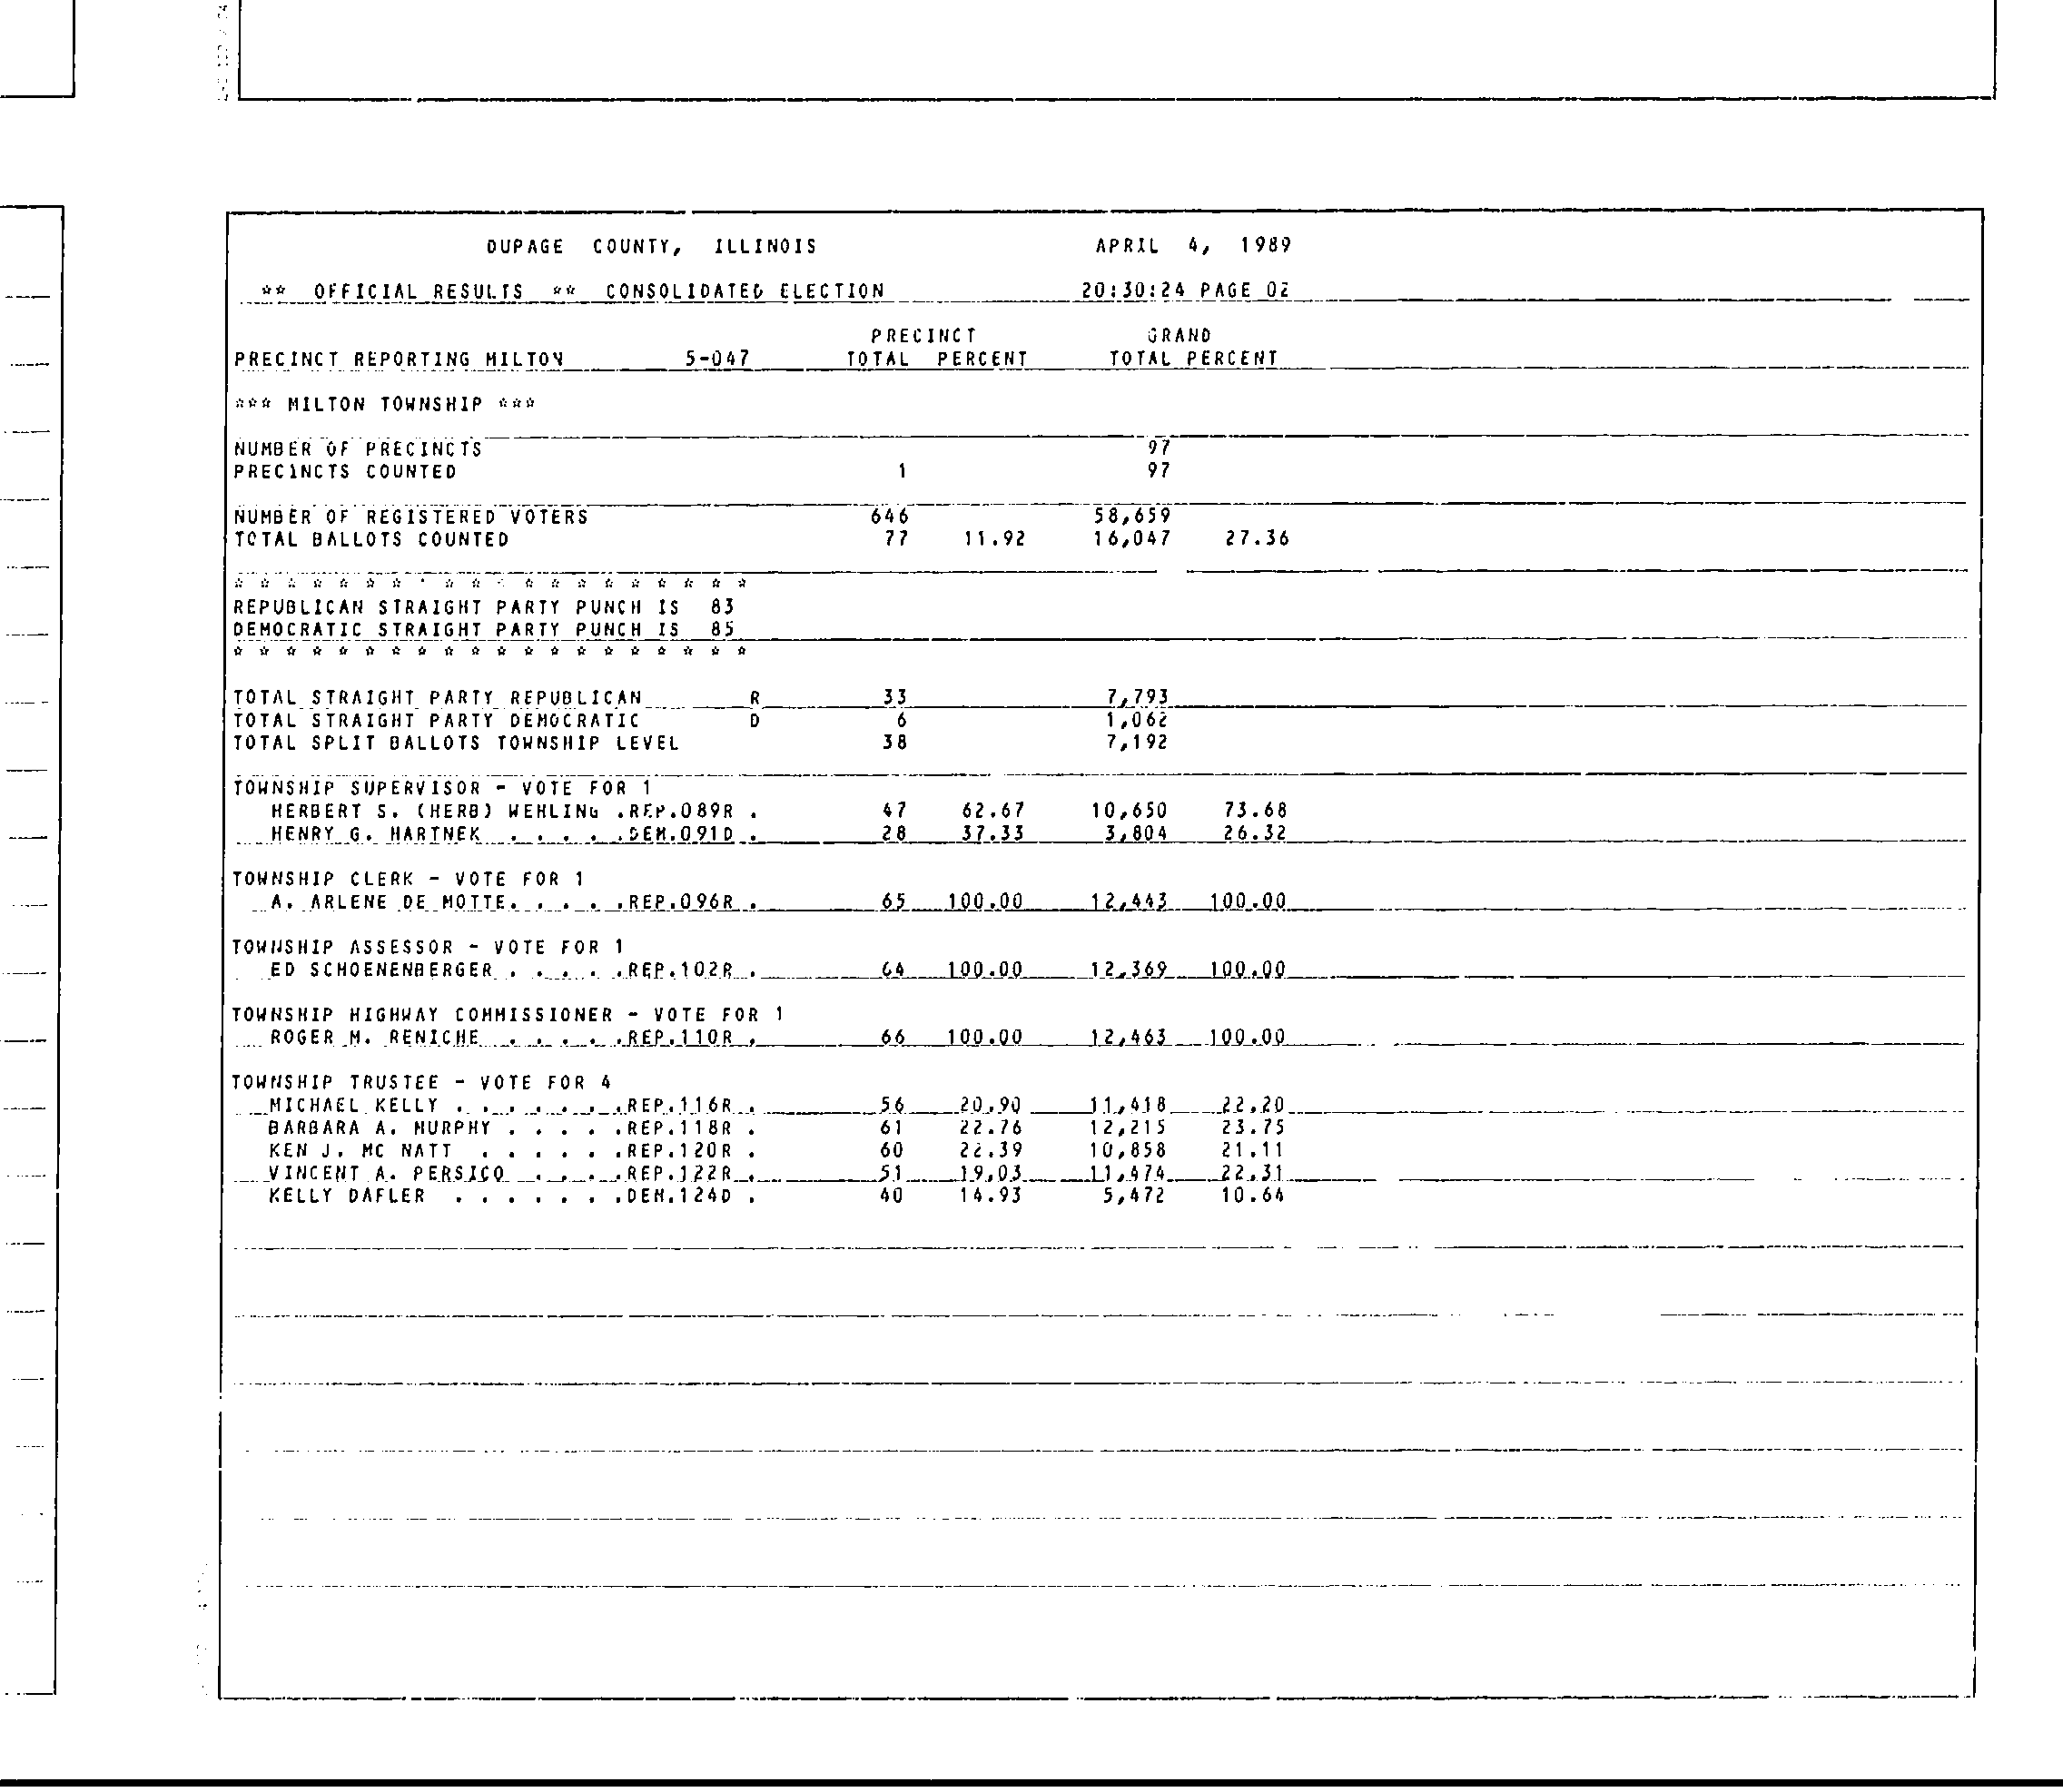 DUPAGE COUNTY, ILLINOIS APRIL 4, 1989
** OFFICIAL RESULTS ** CONSOLIDATED ELECTION 20:30:24 PAGE 02
PRECINCT GRAND
PRECINCT REPORTING MILTON 5-047 TOTAL PERCENT TOTAL PERCENT
*** MILTON TOWNSHIP ***
NUMBER OF PRECINCTS 97
PRECINCTS COUNTED 1 97
NUMBER OF REGISTERED VOTERS 646 58,659
TOTAL BALLOTS COUNTED 77 11.92 16,047 27.36
* * * * * * * * * * * * * * * * * * * *
REPUBLICAN STRAIGHT PARTY PUNCH IS 83
DEMOCRATIC STRAIGHT PARTY PUNCH IS 85
* * * * * * * * * * * * * * * * * * * *
TOTAL STRAIGHT PARTY REPUBLICAN R 33 7,793
TOTAL STRAIGHT PARTY DEMOCRATIC D 6 1,062
TOTAL SPLIT BALLOTS TOWNSHIP LEVEL 38 7,192
TOWNSHIP SUPERVISOR - VOTE FOR 1
HERBERT S. (HERB) WEHLING .REP.089R . 47 62.67 10,650 73.68
HENRY G. HARTNEK . . . . .DEM.091D . 28 37.33 3,804 26.32
TOWNSHIP CLERK - VOTE FOR 1
A. ARLENE DE MOTTE. . . . .REP.096R . 65 100.00 12,443 100.00
TOWNSHIP ASSESSOR - VOTE FOR 1
ED SCHOENENBERGER . . . . .REP.102R . 64 100.00 12,369 100.00
TOWNSHIP HIGHWAY COMMISSIONER - VOTE FOR 1
ROGER M. RENICHE . . . . .REP.110R . 66 100.00 12,463 100.00
TOWNSHIP TRUSTEE - VOTE FOR 4
MICHAEL KELLY . . . . . . .REP.116R . 56 20.90 11,418 22.20
BARBARA A. MURPHY . . . . .REP.118R . 61 22.76 12,215 23.75
KEN J. MC NATT . . . . . .REP.120R . 60 22.39 10,858 21.11
VINCENT A. PERSICO . . . .REP.122R . 51 19.03 11,474 22.31
KELLY DAFLER . . . . . . .DEM.124D . 40 14.93 5,472 10.64